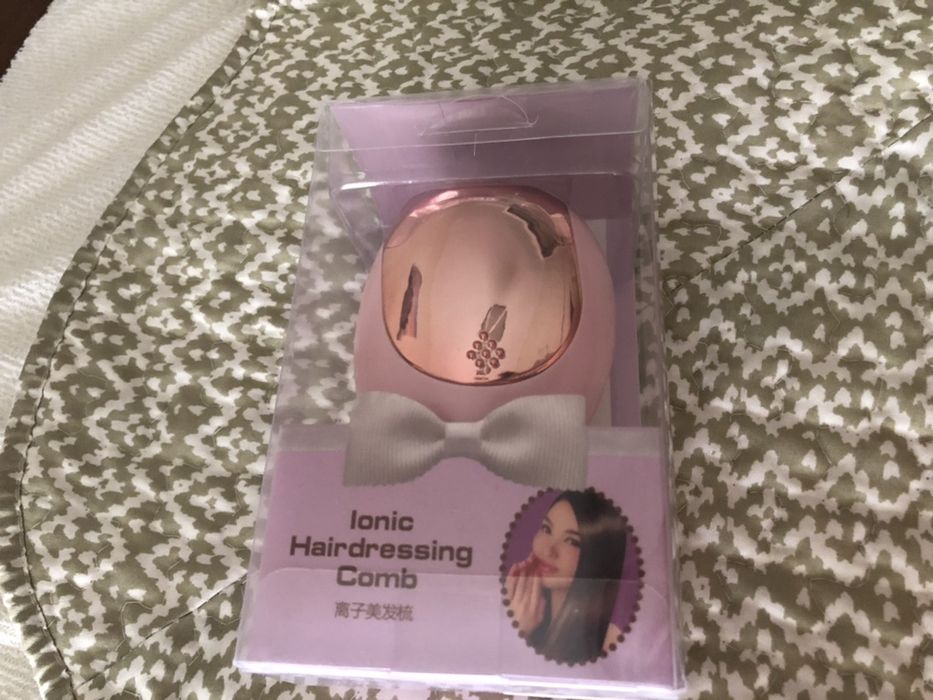 Ionic
Hairdressing
Comb
离子美发梳